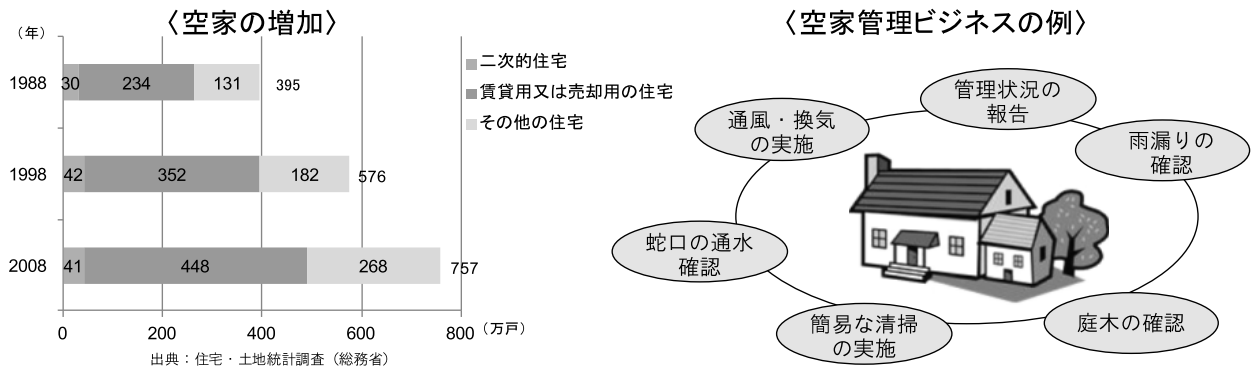 〈空家の増加〉
（年）
1988
30
234
131
395
1998
42
352
182
576
2008
41
448
268
757
0
200
400
600
800
（万戸）
二次的住宅
賃貸用又は売却用の住宅
その他の住宅
出典：住宅・土地統計調査（総務省）
〈空家管理ビジネスの例〉
管理状況の
報告
通風・換気
の実施
雨漏りの
確認
蛇口の通水
確認
簡易な清掃
の実施
庭木の確認